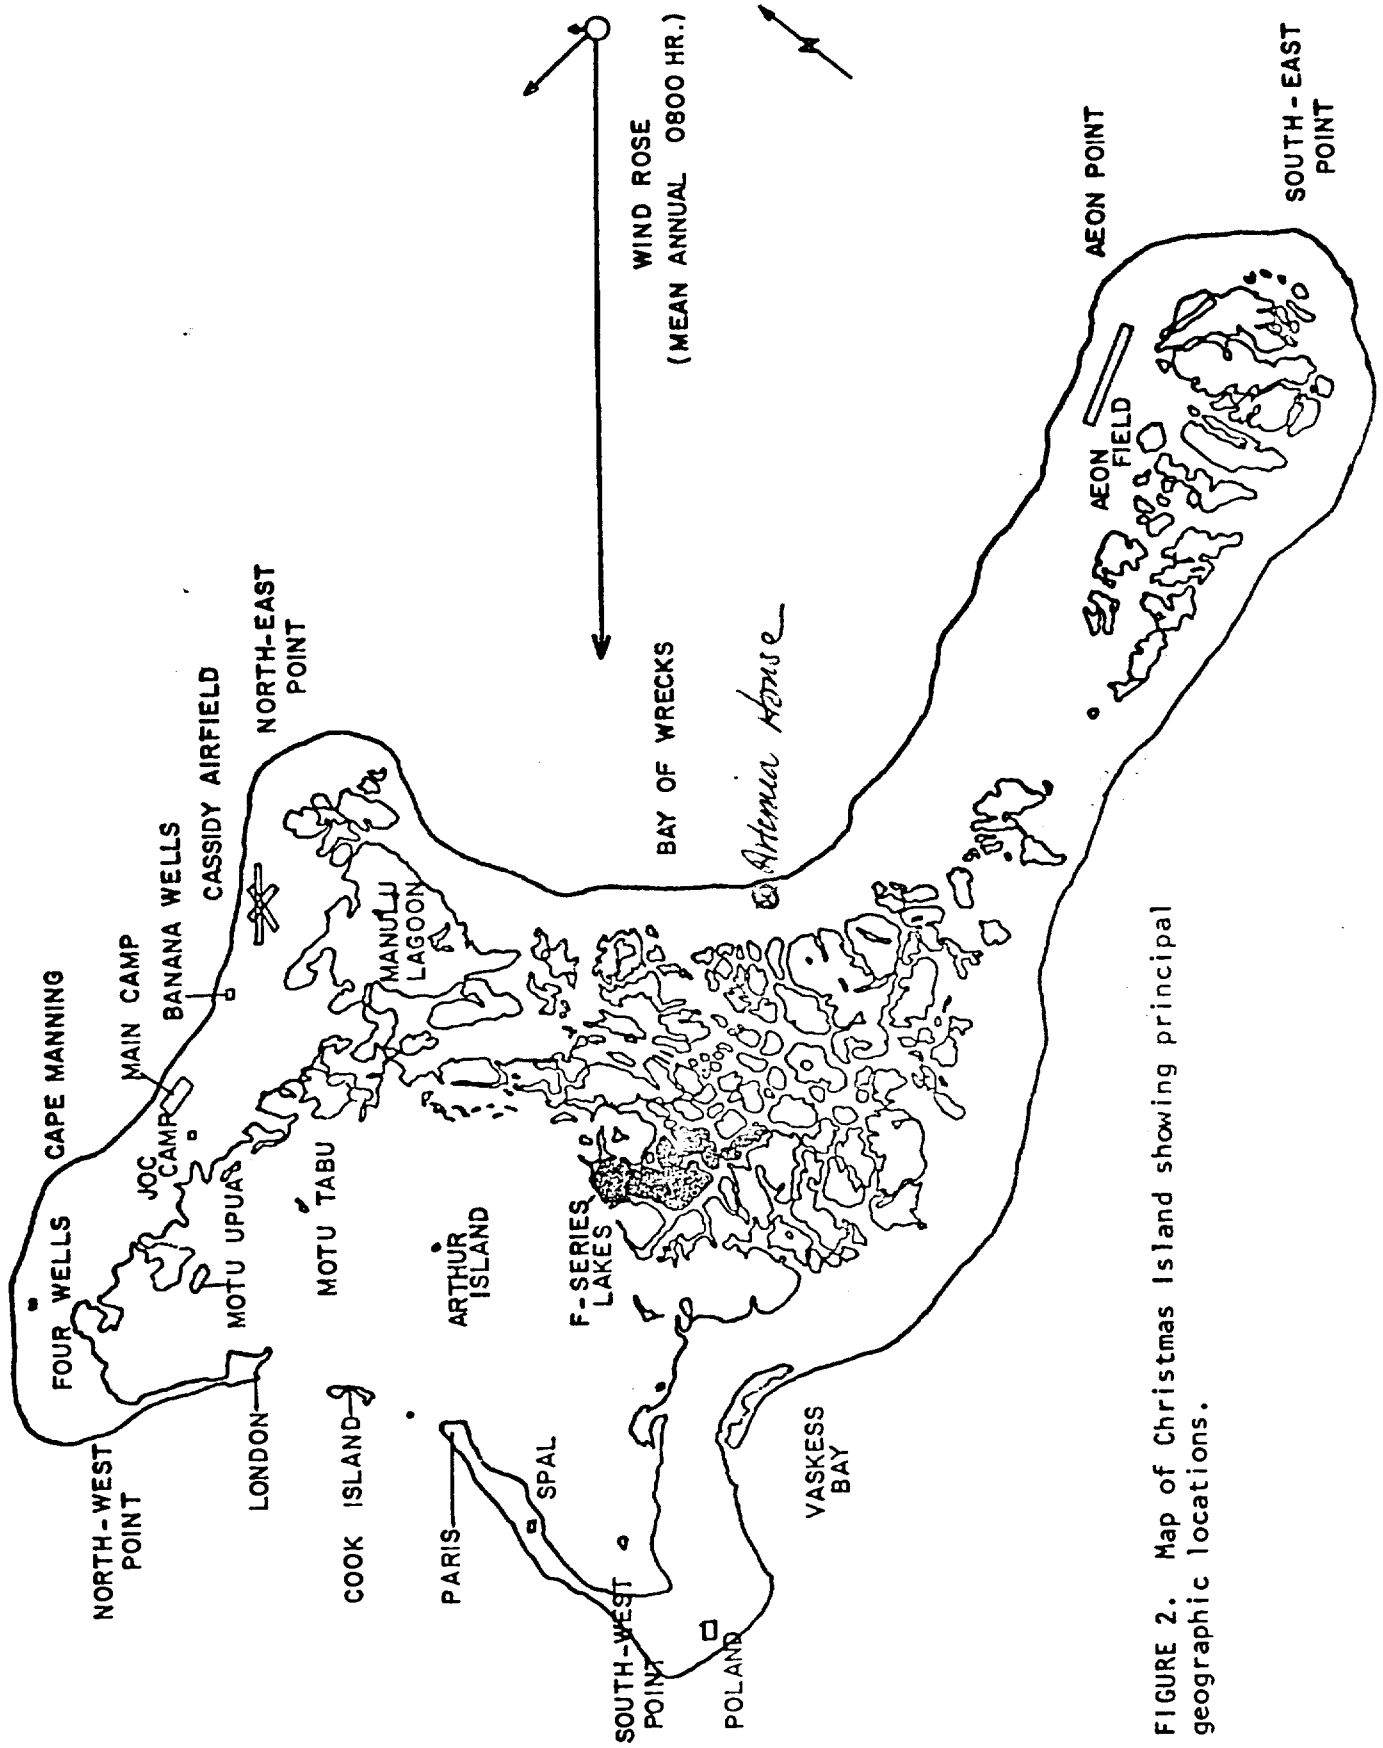 NORTH-WEST
POINT
FOUR WELLS
CAPE MANNING
MAIN CAMP
BANANA WELLS
CASSIDY AIRFIELD
NORTH-EAST
POINT
JOC
CAMP
MOTU UPUA
LONDON
MOTU TABU
COOK ISLAND
MANULU
LAGOON
PARIS
ARTHUR
ISLAND
SPAL
F-SERIES
LAKES
SOUTH-WEST
POINT
POLAND
VASKESS
BAY
BAY OF WRECKS
Artemia House
WIND ROSE
(MEAN ANNUAL 0800 HR.)
N
AEON
FIELD
AEON POINT
SOUTH-EAST
POINT
FIGURE 2. Map of Christmas Island showing principal
geographic locations.